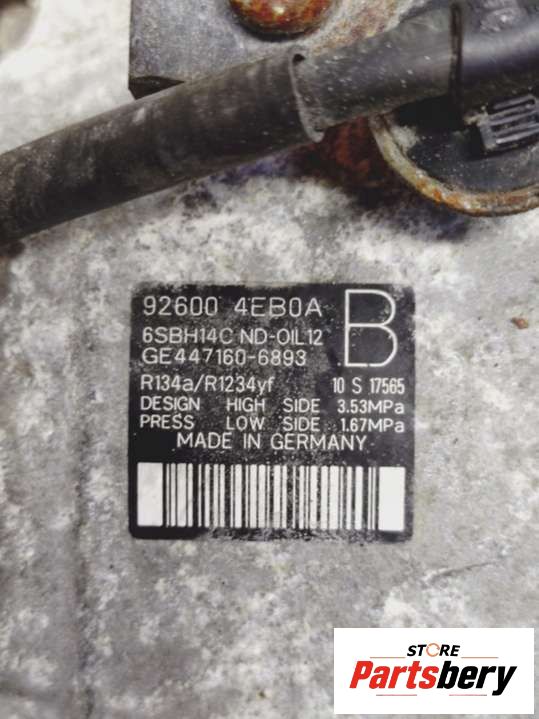 92600 4EB0A B
6SBH14C ND-OIL12
GE447160-6893
R134a/R1234yf 10 S 17565
DESIGN HIGH SIDE 3.53MPa
PRESS LOW SIDE 1.67MPa
MADE IN GERMANY
STORE
Partsbery